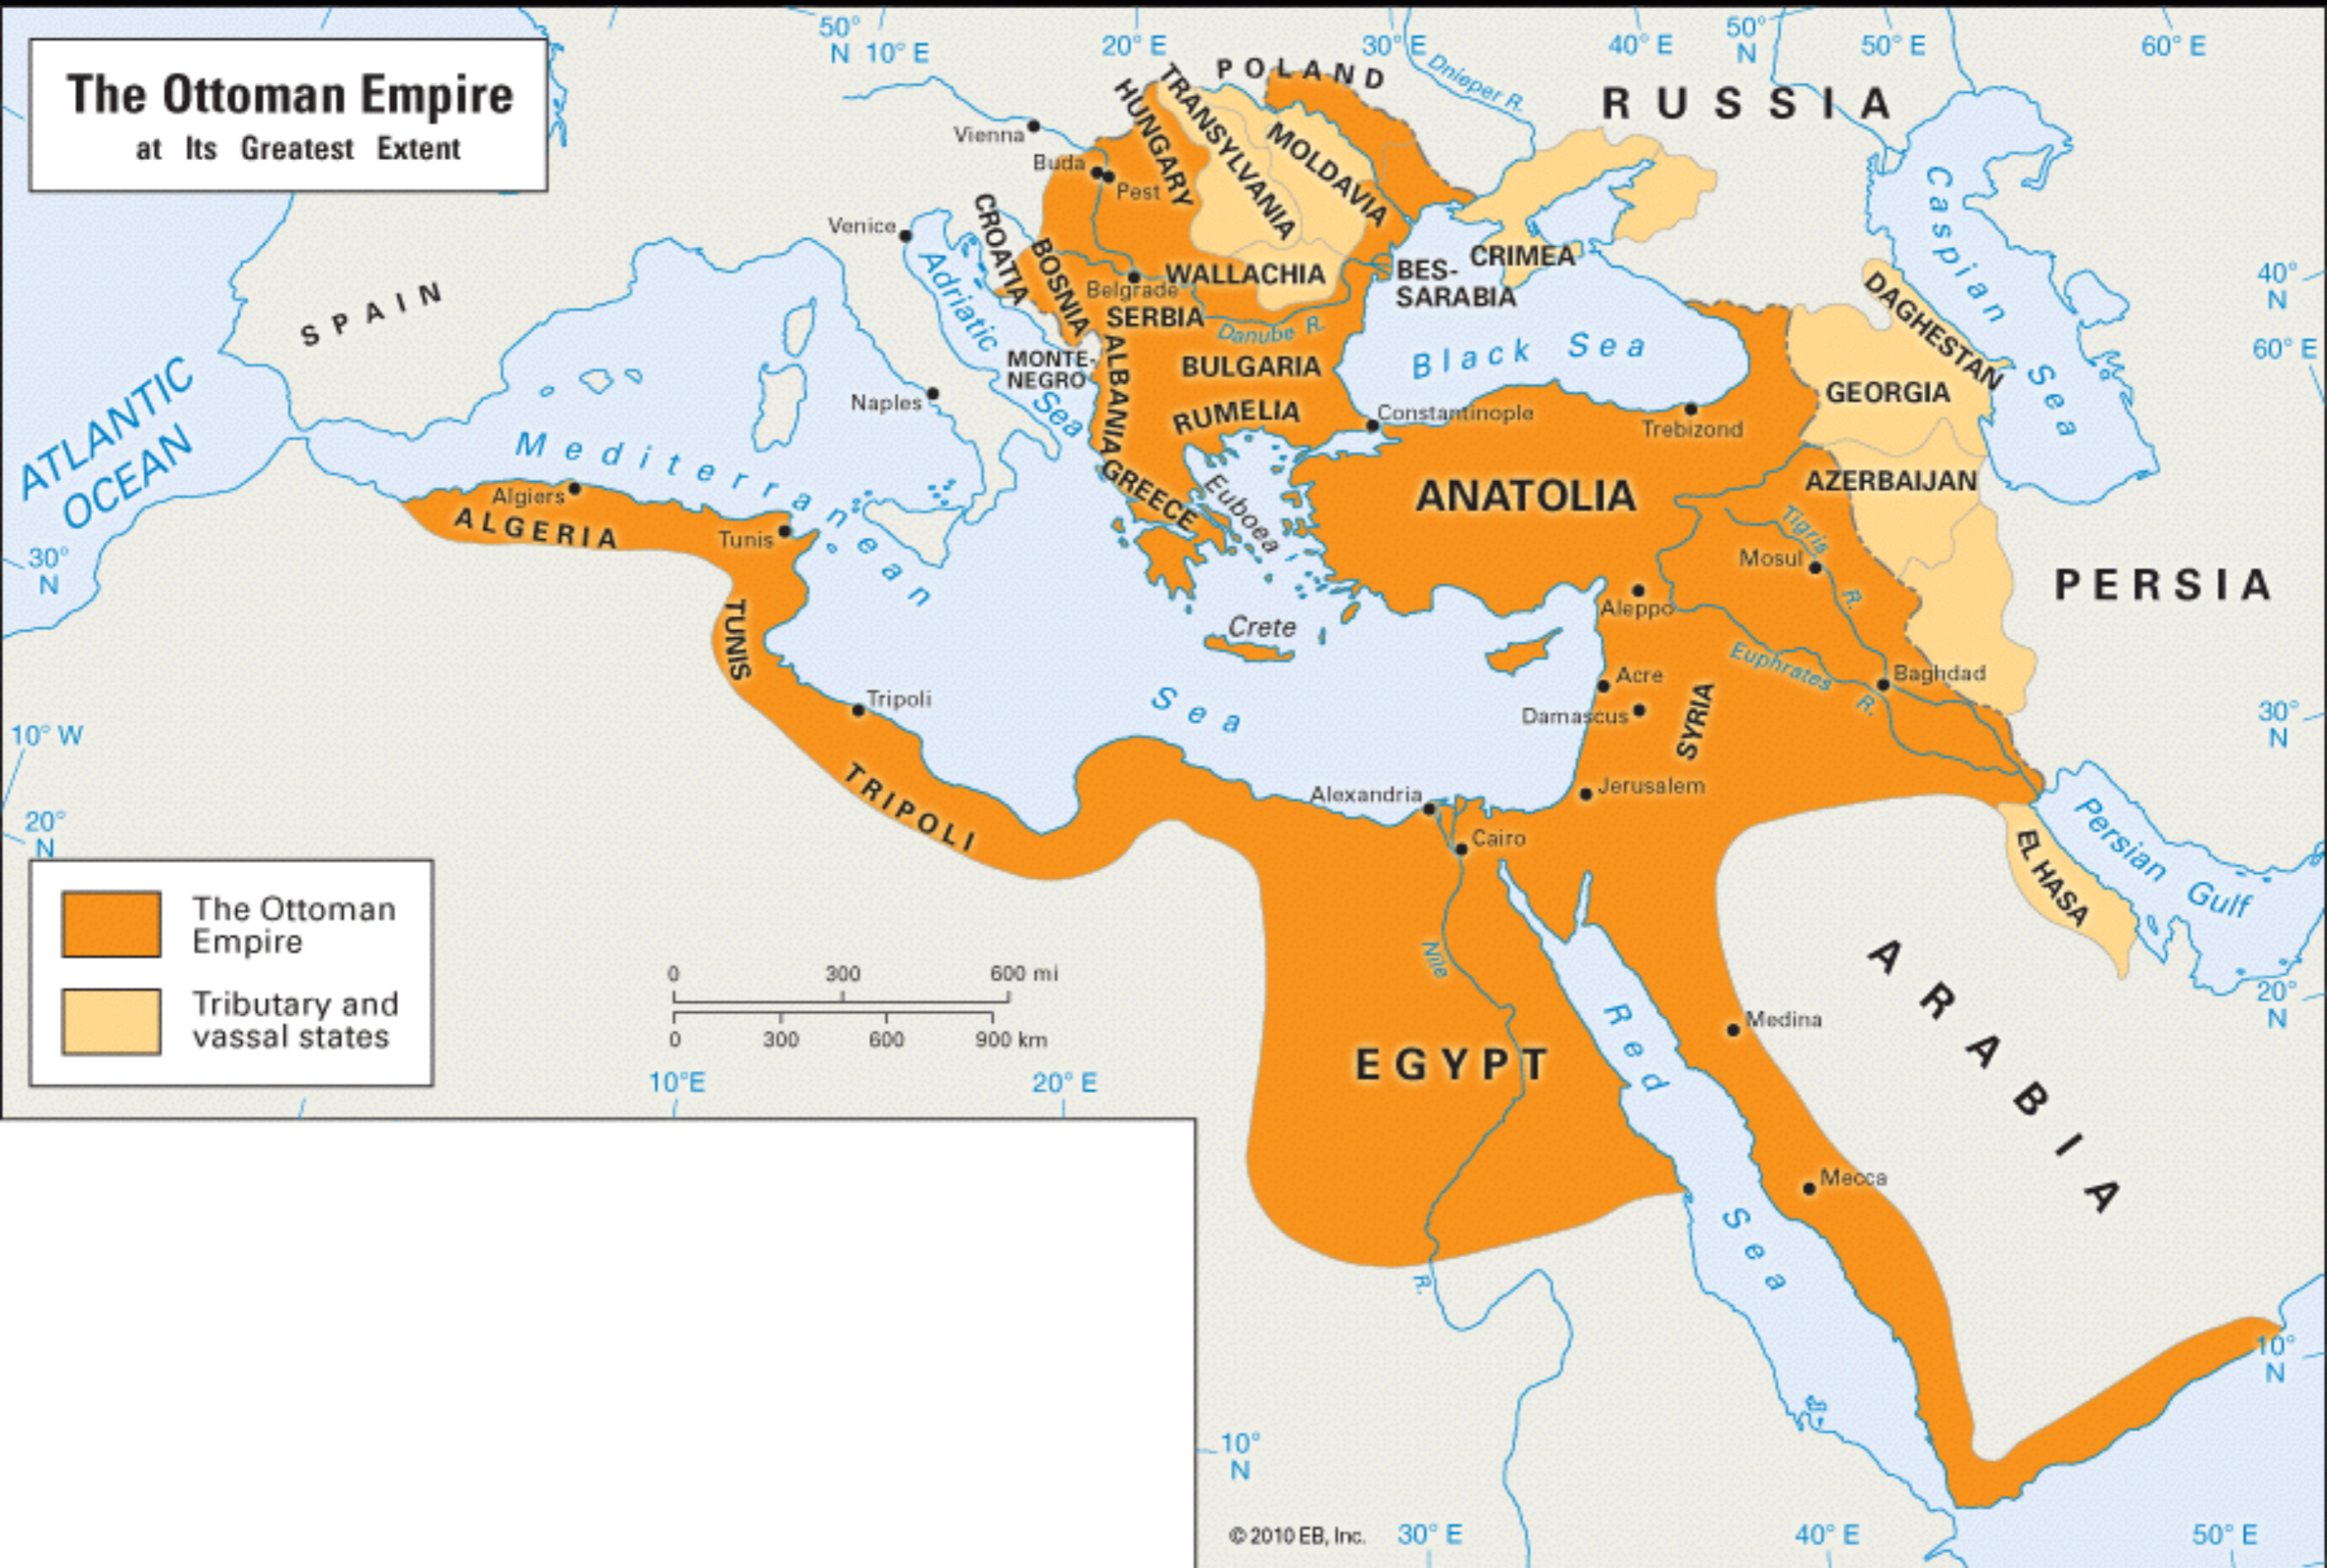 The Ottoman Empire
at Its Greatest Extent
50°
N
10° E
20° E
30° E
40° E
50°
N
50° E
60° E
POLAND
Dnieper R.
RUSSIA
HUNGARY
TRANSYLVANIA
MOLDAVIA
Vienna
Buda
Pest
Caspian Sea
CROATIA
Venice
BOSNIA
Adriatic Sea
WALLACHIA
BES-
SARABIA
CRIMEA
Belgrade
SERBIA
Danube R.
DAGHESTAN
40°
N
60° E
SPAIN
MONTE-
NEGRO
ALBANIA
BULGARIA
Black Sea
GEORGIA
Naples
RUMELIA
Constantinople
Trebizond
ATLANTIC
OCEAN
Mediterranean Sea
GREECE
Euboea
ANATOLIA
AZERBAIJAN
Algiers
ALGERIA
Tunis
Tigris R.
Mosul
PERSIA
30°
N
TUNIS
Crete
Aleppo
Euphrates R.
Baghdad
Acre
Damascus
SYRIA
Tripoli
30°
N
10° W
TRIPOLI
Alexandria
Jerusalem
Cairo
Persian Gulf
EL HASA
20°
N
The Ottoman
Empire
Tributary and
vassal states
0 300 600 mi
0 300 600 900 km
10°E
20° E
Nile R.
Red Sea
ARABIA
20°
N
Medina
EGYPT
Mecca
10°
N
10°
N
© 2010 EB, Inc.
30° E
40° E
50° E